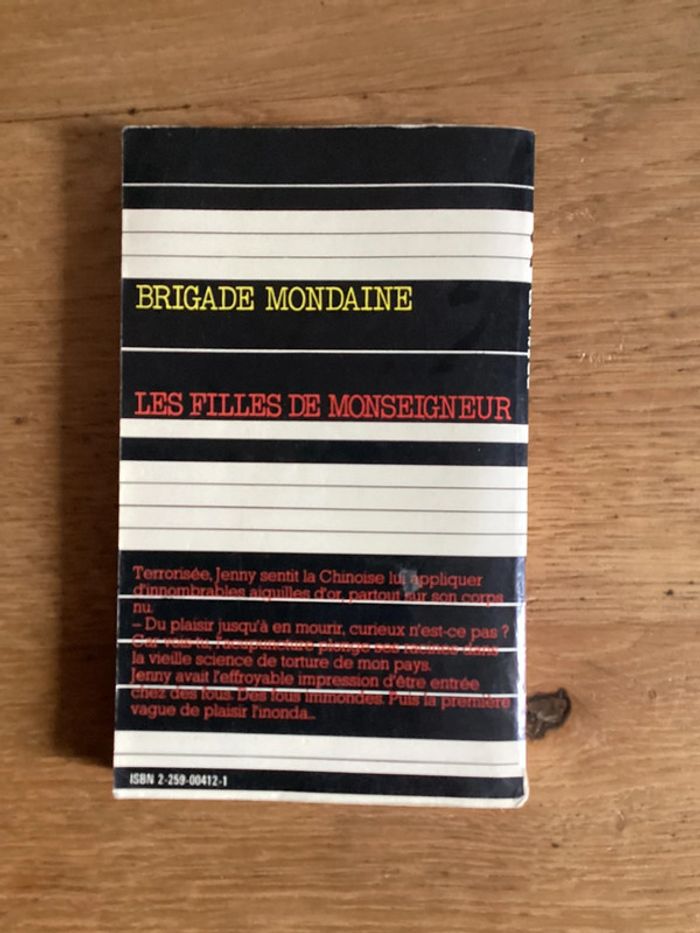 BRIGADE MONDAINE
LES FILLES DE MONSEIGNEUR
Terrorisée, Jenny sentit la Chinoise lui appliquer
d'innombrables aiguilles d'or, partout sur son corps
nu.
– Du plaisir jusqu'à en mourir, curieux n'est-ce pas ?
Car vois-tu, l'acupuncture plonge ses racines dans
la vieille science de torture de mon pays.
Jenny avait l'effroyable impression d'être entrée
chez des fous. Des fous immondes. Puis la première
vague de plaisir l'inonda...
ISBN 2-259-00412-1